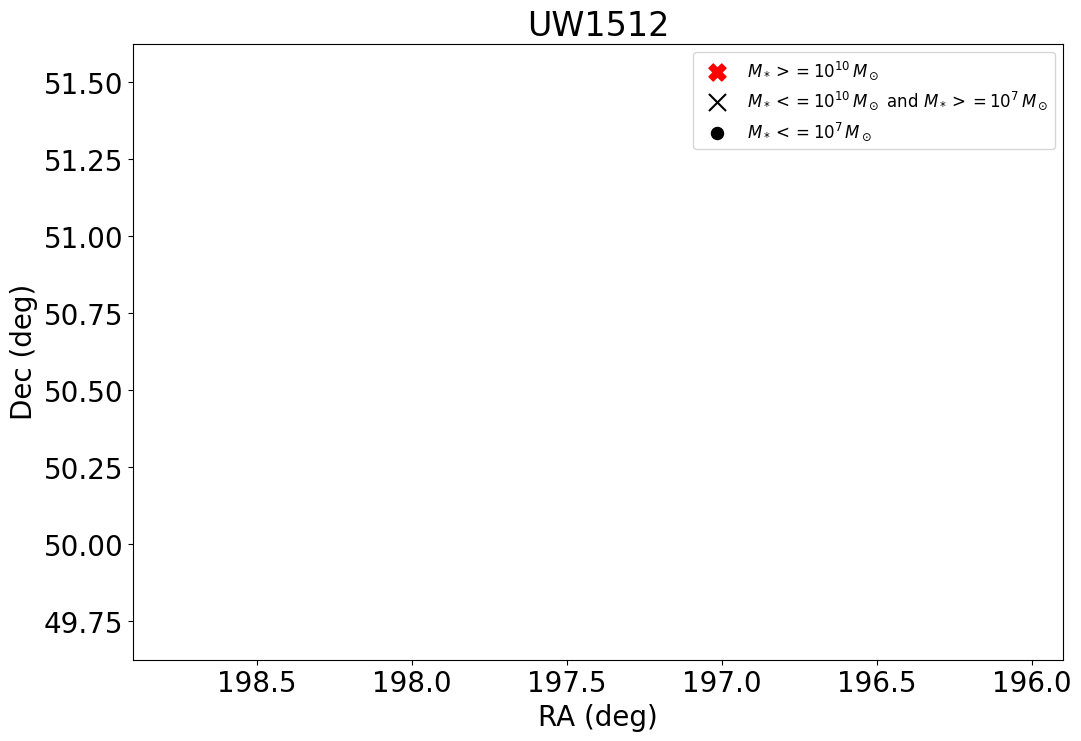 UW1512
M* >= 10^10 M⊙
M* <= 10^10 M⊙ and M* >= 10^7 M⊙
M* <= 10^7 M⊙
51.50
51.25
51.00
50.75
50.50
50.25
50.00
49.75
Dec (deg)
198.5 198.0 197.5 197.0 196.5 196.0
RA (deg)